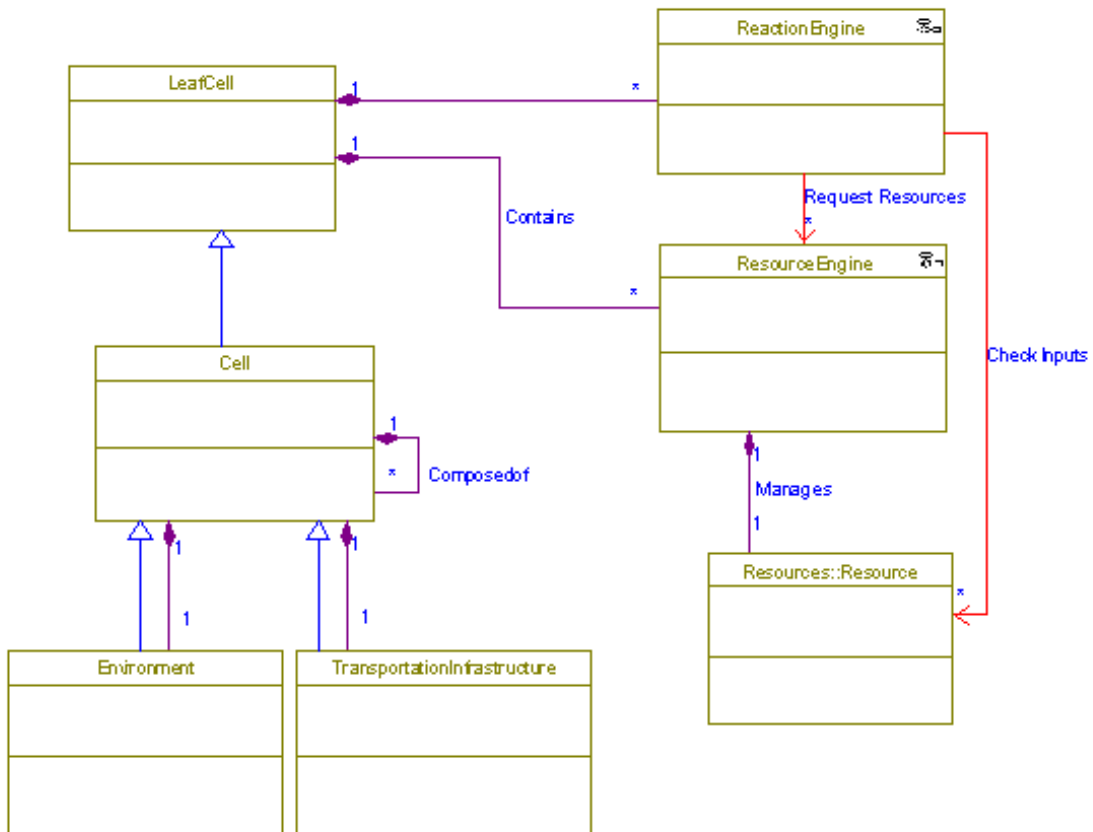 ReactionEngine
LeafCell
1
*
1
Request Resources
*
Contains
ResourceEngine
*
Cell
Check Inputs
1
*
Composedof
1
Manages
1
1
1
1
1
Resources::Resource
*
Environment
TransportationInfrastructure